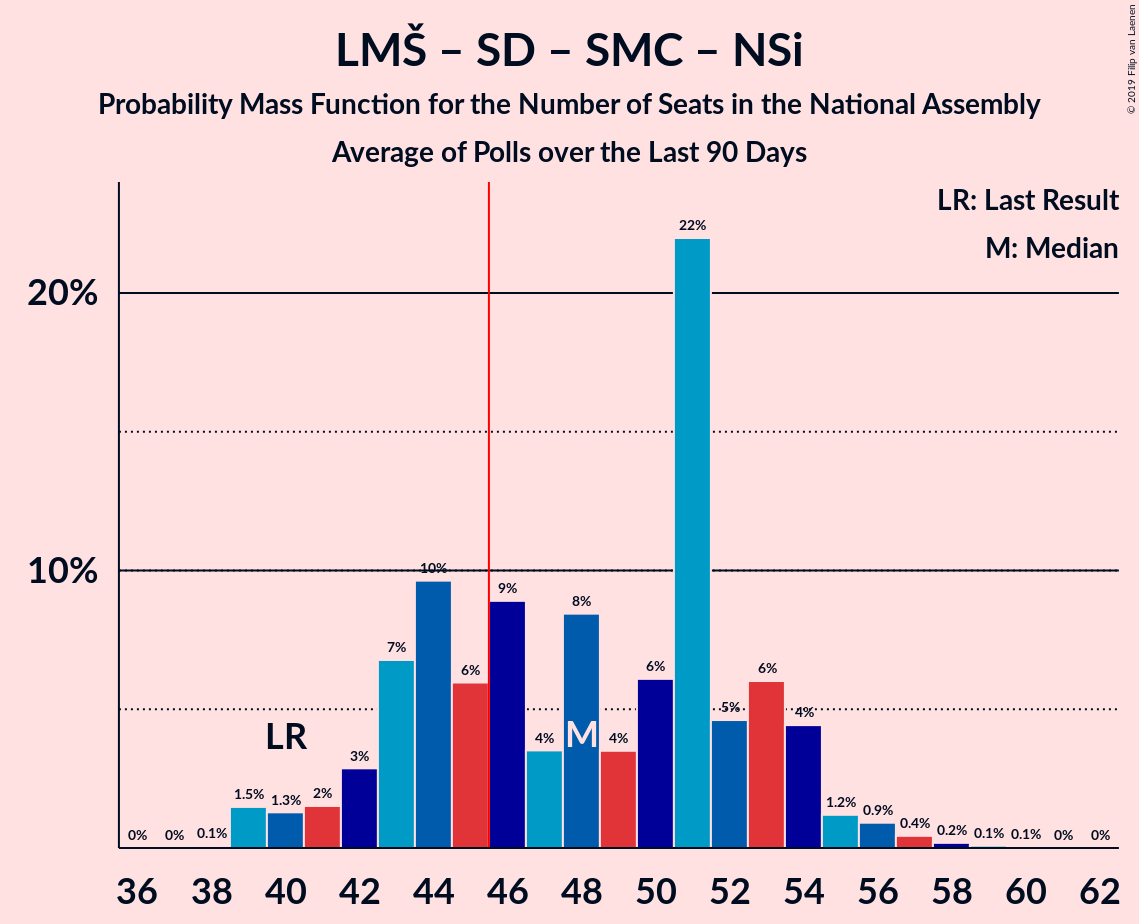 LMŠ – SD – SMC – NSi
Probability Mass Function for the Number of Seats in the National Assembly
Average of Polls over the Last 90 Days
© 2019 Filip van Laenen
LR: Last Result
M: Median
20%
10%
0% 0% 0.1% 1.5% 1.3% 2% 3% 7% 10% 6% 9% 4% 8% 4% 6% 22% 5% 6% 4% 1.2% 0.9% 0.4% 0.2% 0.1% 0.1% 0% 0%
LR M
36 38 40 42 44 46 48 50 52 54 56 58 60 62